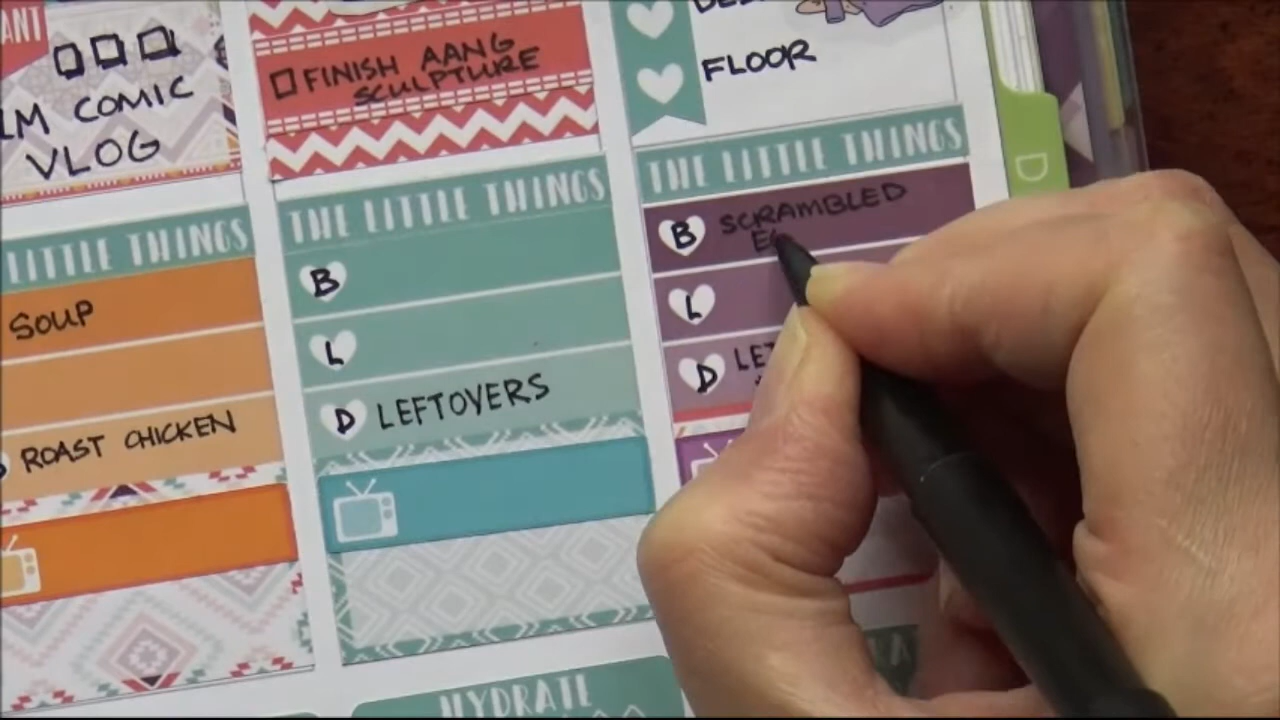 ANT
COMIC
VLOG
LITTLE THINGS
SOUP
ROAST CHICKEN
FINISH AANG
SCULPTURE
THE LITTLE THINGS
B
L
D LEFTOVERS
HYDRATE
FLOOR
THE LITTLE THINGS
B SCRAMBLED
L
D
D